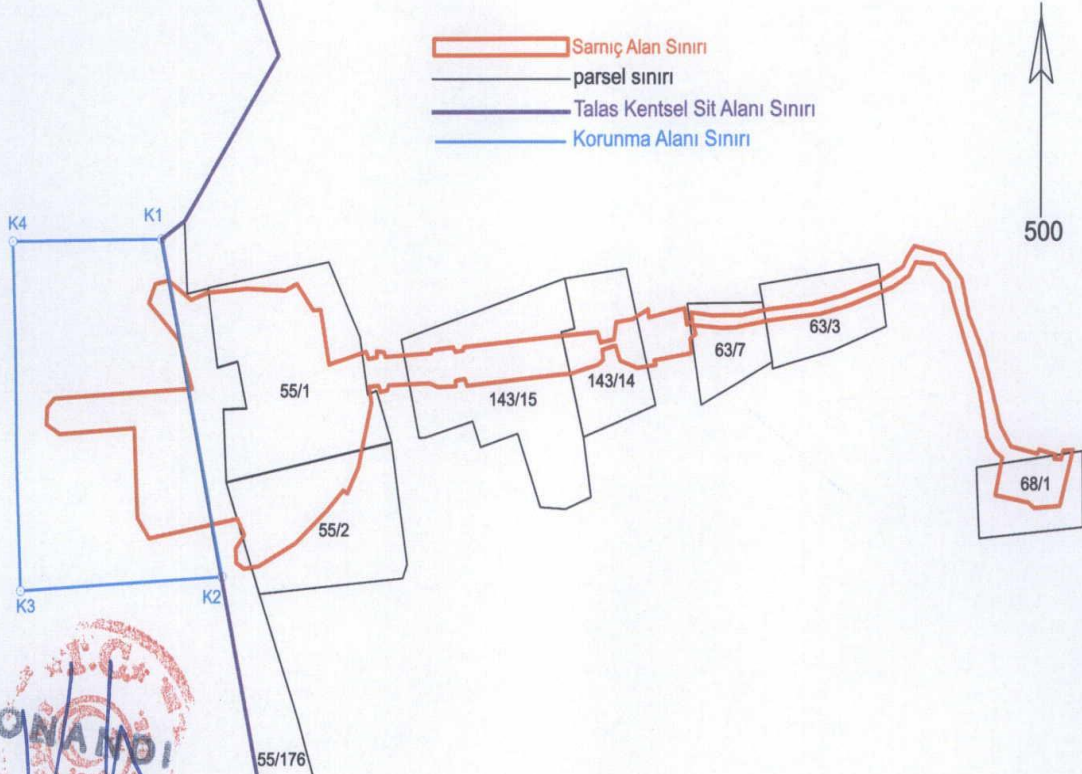 Sarnıç Alan Sınırı
parsel sınırı
Talas Kentsel Sit Alanı Sınırı
Korunma Alanı Sınırı
500
K4
K1
63/3
63/7
143/14
55/1
143/15
68/1
55/2
K3
K2
T.C.
ONANDI
55/176